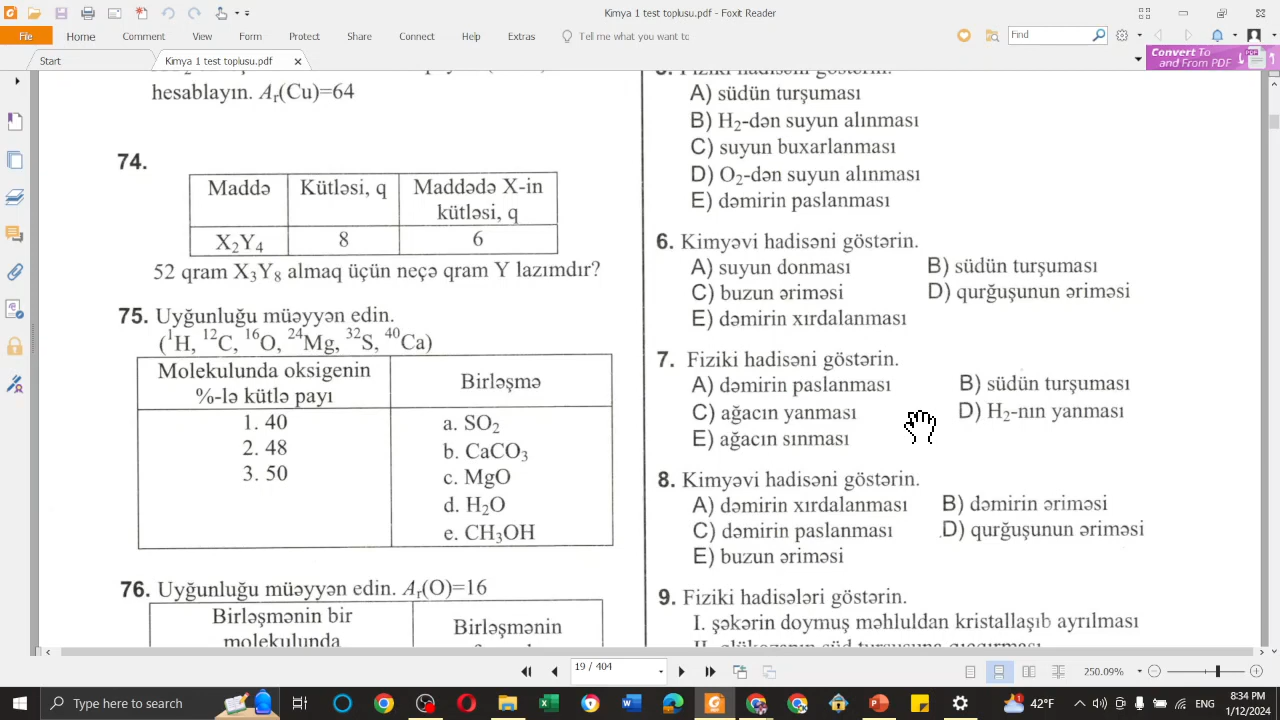 Kimya 1 test toplusu.pdf - Foxit Reader
File Home Comment View Form Protect Share Connect Help Extras Tell me what you want to Find
Start Kimya 1 test toplusu.pdf
Convert To
and From PDF
hesablayın. Aᵣ(Cu)=64
74.
Maddə Kütləsi, q Maddədə X-in
kütləsi, q
X₂Y₄ 8 6
52 qram X₃Y₈ almaq üçün neçə qram Y lazımdır?
75. Uyğunluğu müəyyən edin.
(¹H, ¹²C, ¹⁶O, ²⁴Mg, ³²S, ⁴⁰Ca)
Molekulunda oksigenin
%-lə kütlə payı
Birləşmə
1. 40 a. SO₂
2. 48 b. CaCO₃
3. 50 c. MgO
d. H₂O
e. CH₃OH
76. Uyğunluğu müəyyən edin. Aᵣ(O)=16
Birləşmənin bir
molekulunda
Birləşmənin
5. Fiziki hadisəni göstərin.
A) südün turşuması
B) H₂-dən suyun alınması
C) suyun buxarlanması
D) O₂-dən suyun alınması
E) dəmirin paslanması
6. Kimyəvi hadisəni göstərin.
A) suyun donması B) südün turşuması
C) buzun əriməsi D) qurğuşunun əriməsi
E) dəmirin xırdalanması
7. Fiziki hadisəni göstərin.
A) dəmirin paslanması B) südün turşuması
C) ağacın yanması D) H₂-nın yanması
E) ağacın sınması
8. Kimyəvi hadisəni göstərin.
A) dəmirin xırdalanması B) dəmirin əriməsi
C) dəmirin paslanması D) qurğuşunun əriməsi
E) buzun əriməsi
9. Fiziki hadisələri göstərin.
I. şəkərin doymuş məhluldan kristallaşıb ayrılması
19 / 404
250.09%
Type here to search
42°F
8:34 PM
1/12/2024